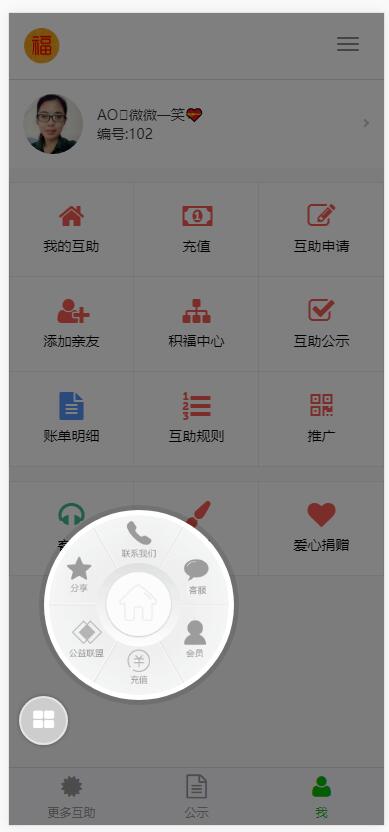 福
AO微微一笑
编号:102
我的互助
充值
互助申请
添加亲友
积福中心
互助公示
账单明细
互助规则
推广
爱心捐赠
联系我们
分享
客服
公益联盟
会员
充值
更多互助
公示
我